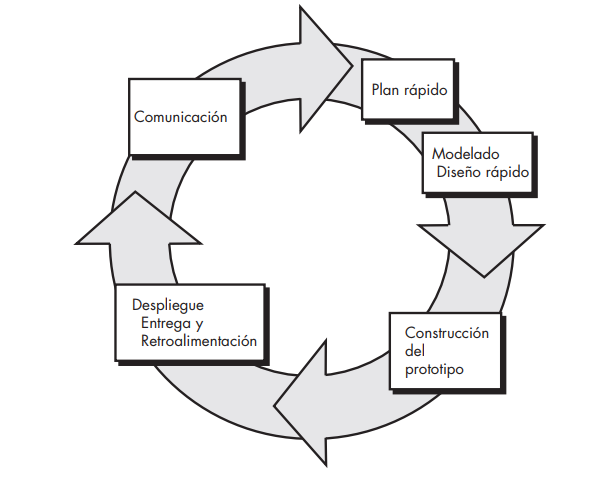 Comunicación
Plan rápido
Modelado
Diseño rápido
Construcción
del
prototipo
Despliegue
Entrega y
Retroalimentación